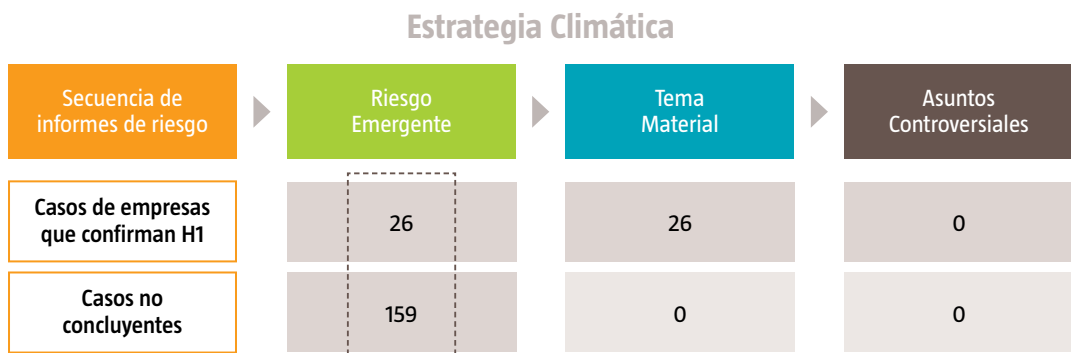 Estrategia Climática
Secuencia de
informes de riesgo
Riesgo
Emergente
Tema
Material
Asuntos
Controversiales
Casos de empresas
que confirman H1
26
26
0
Casos no
concluyentes
159
0
0